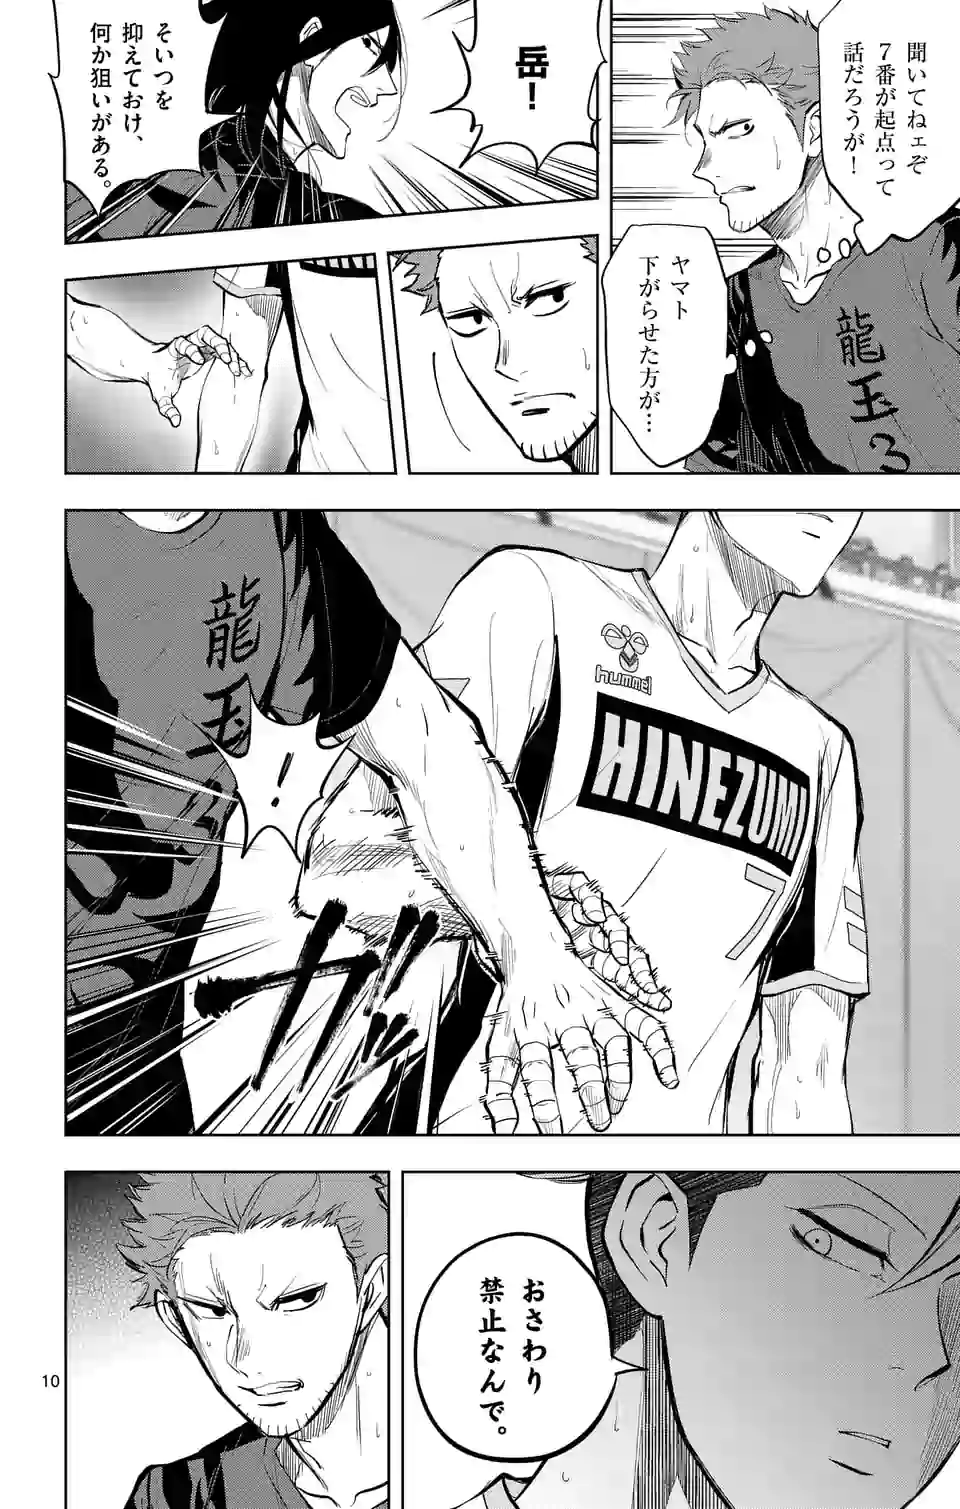 聞いてねェぞ
7番が起点って
話だろうが!
ヤマト
下がらせた方が…
龍玉
3
岳!
そいつを
抑えておけ、
何か狙いがある。
hummel
HINEZUMI
7
龍玉
!
ガッ
おさわり
禁止なんで。
10